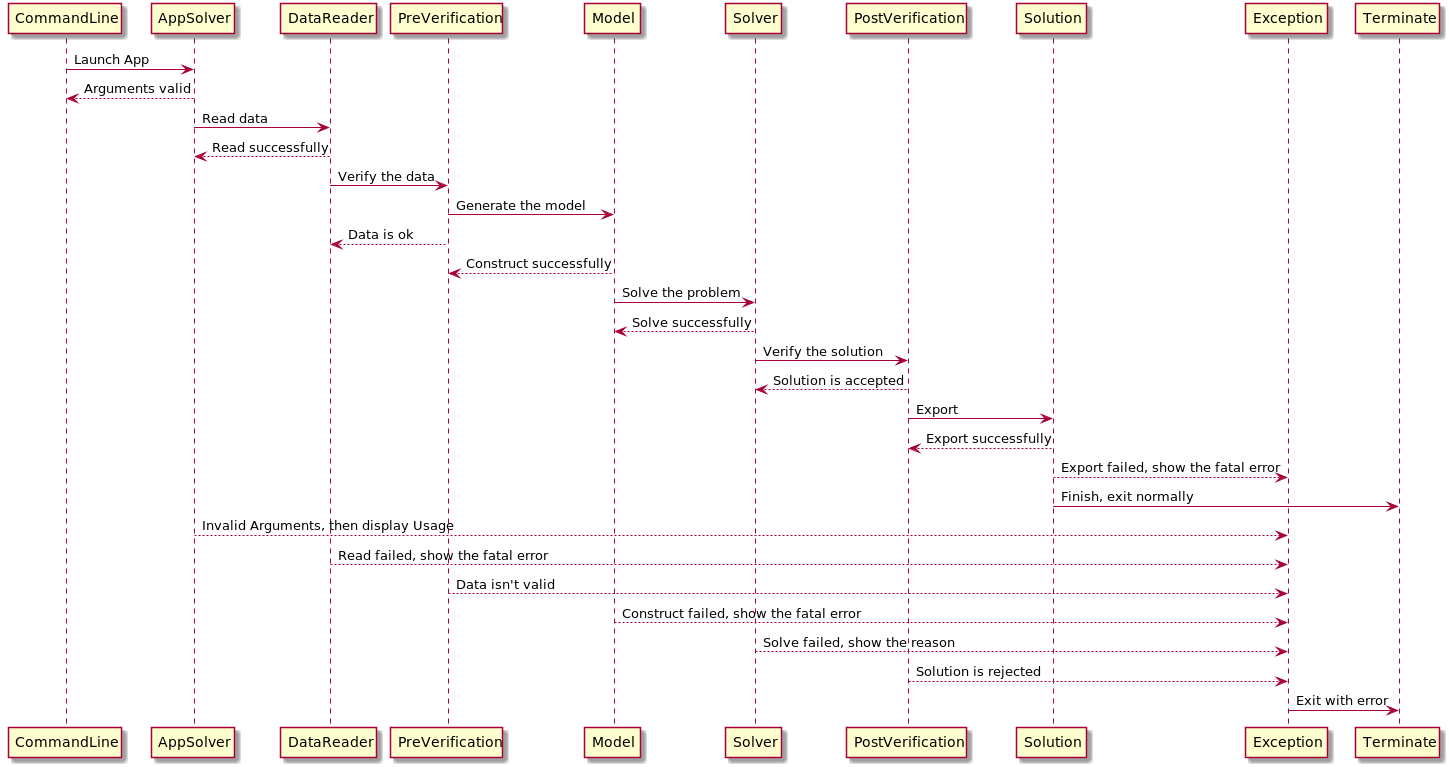 CommandLine AppSolver DataReader PreVerification Model Solver PostVerification Solution Exception Terminate
Launch App
Arguments valid
Read data
Read successfully
Verify the data
Generate the model
Data is ok
Construct successfully
Solve the problem
Solve successfully
Verify the solution
Solution is accepted
Export
Export successfully
Export failed, show the fatal error
Finish, exit normally
Invalid Arguments, then display Usage
Read failed, show the fatal error
Data isn't valid
Construct failed, show the fatal error
Solve failed, show the reason
Solution is rejected
Exit with error
CommandLine AppSolver DataReader PreVerification Model Solver PostVerification Solution Exception Terminate